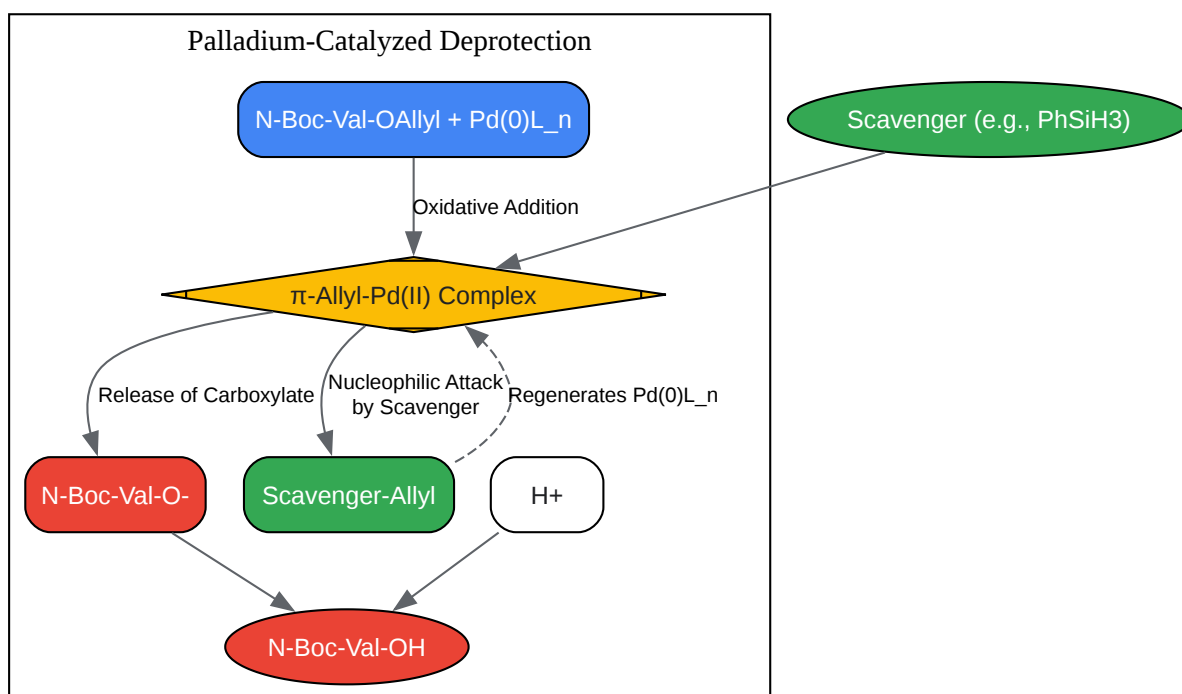 Palladium-Catalyzed Deprotection
N-Boc-Val-OAllyl + Pd(0)L_n
Scavenger (e.g., PhSiH3)
Oxidative Addition
π-Allyl-Pd(II) Complex
Release of Carboxylate
Nucleophilic Attack
by Scavenger
Regenerates Pd(0)L_n
N-Boc-Val-O-
Scavenger-Allyl
H+
N-Boc-Val-OH